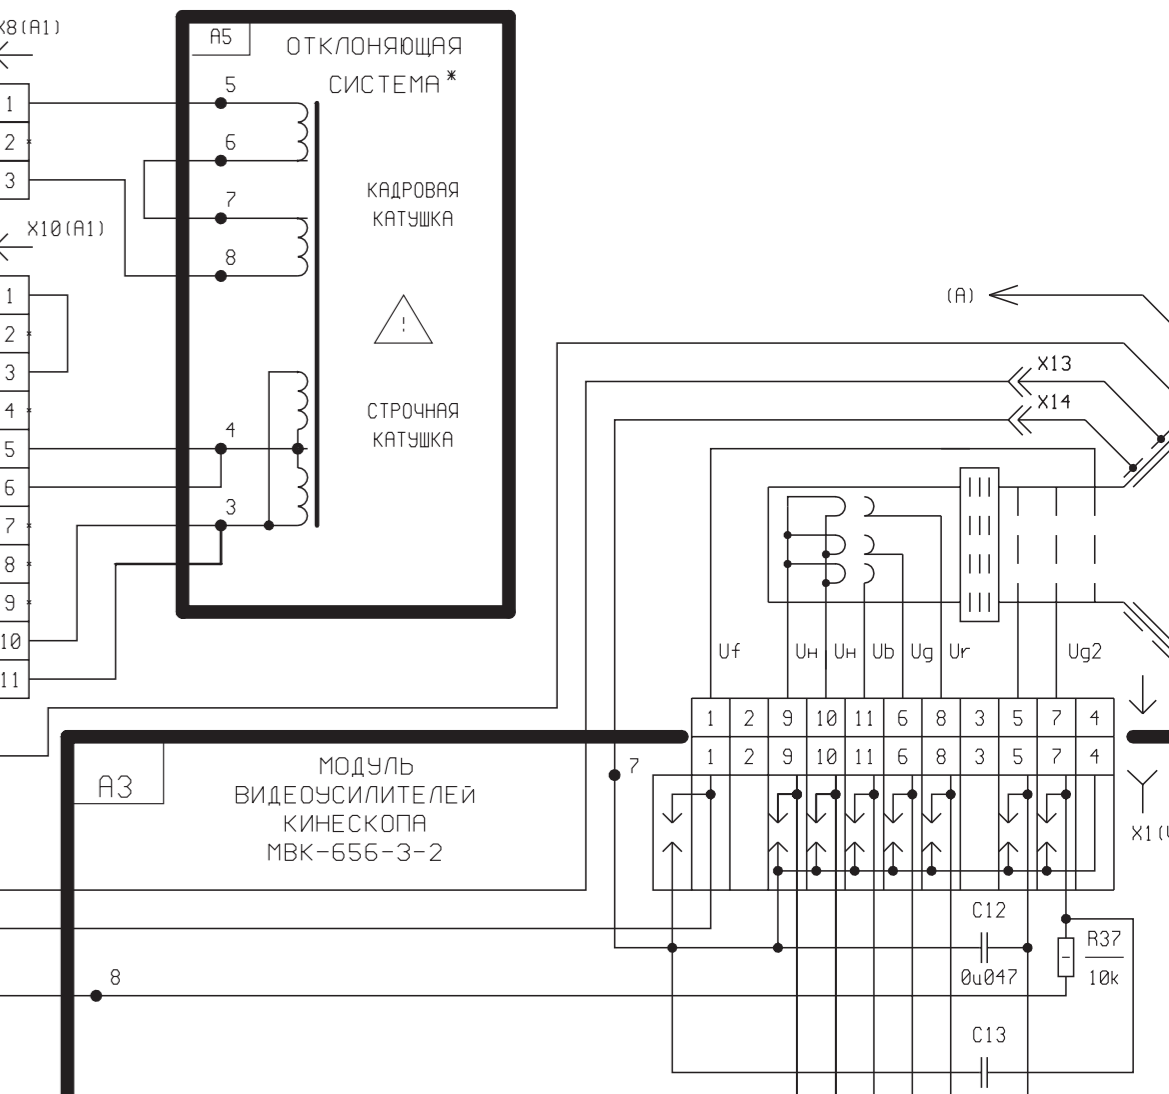 X8(A1)
1
2
3
X10(A1)
1
2
3
4
5
6
7
8
9
10
11
A5
ОТКЛОНЯЮЩАЯ
СИСТЕМА*
5
6
7
8
КАДРОВАЯ
КАТУШКА
!
СТРОЧНАЯ
КАТУШКА
4
3
(A)
X13
X14
Uf
Uн
Uн
Ub
Ug
Ur
Ug2
1 2 9 10 11 6 8 3 5 7 4
1 2 9 10 11 6 8 3 5 7 4
A3
МОДУЛЬ
ВИДЕОУСИЛИТЕЛЕЙ
КИНЕСКОПА
МВК-656-3-2
7
X1(
8
C12
0u047
R37
10k
C13